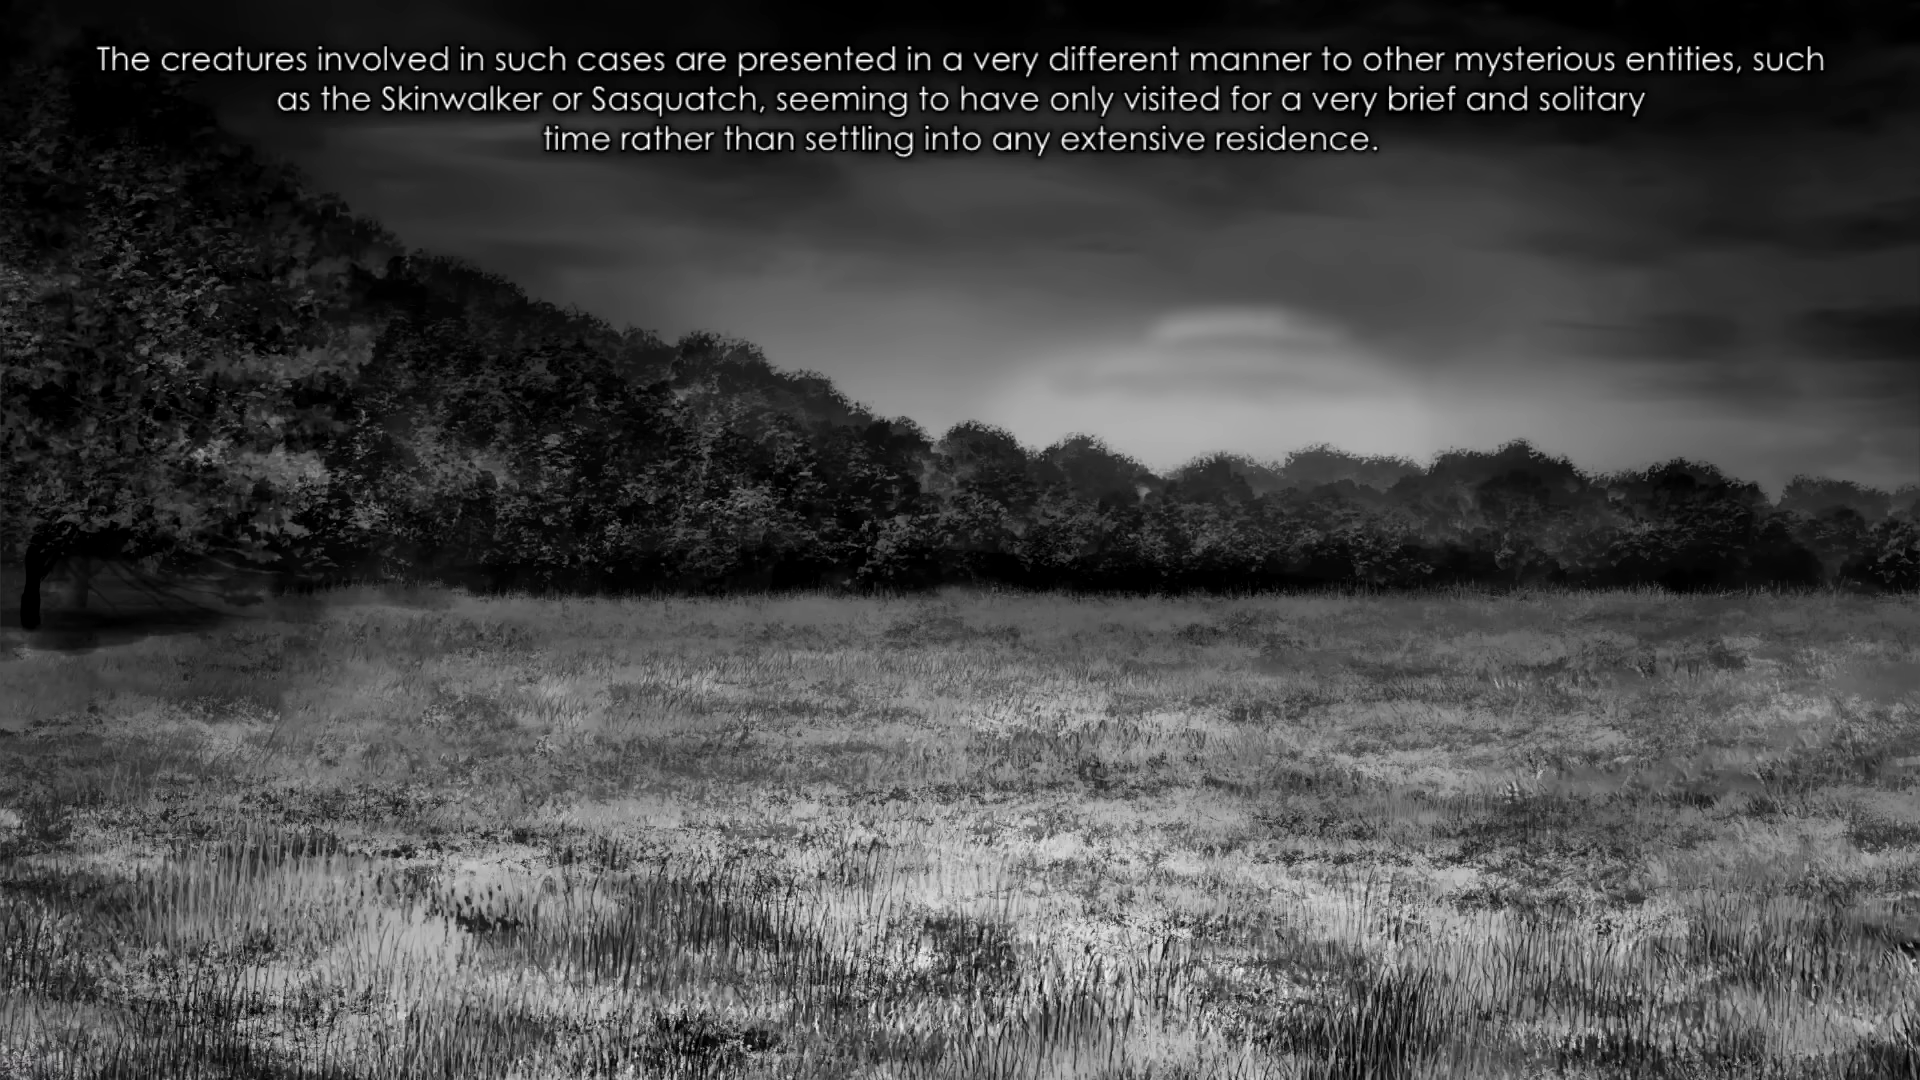 The creatures involved in such cases are presented in a very different manner to other mysterious entities, such
as the Skinwalker or Sasquatch, seeming to have only visited for a very brief and solitary
time rather than settling into any extensive residence.